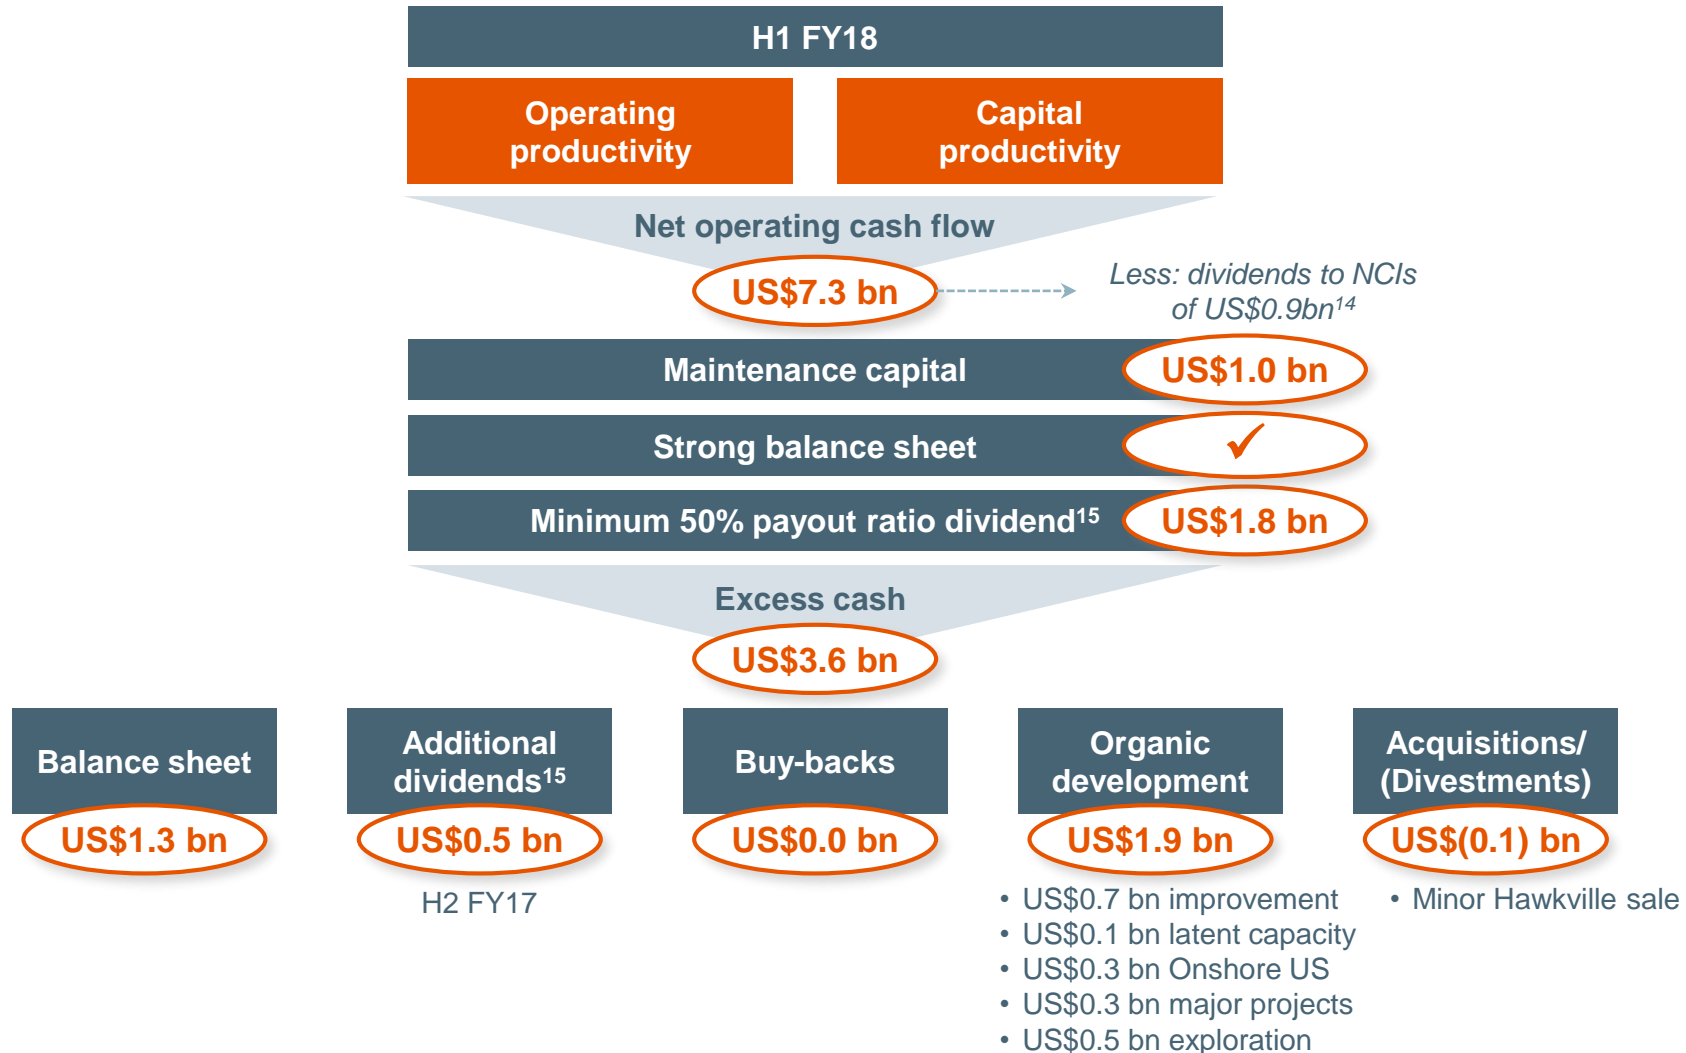 H1 FY18
Operating
productivity
Capital
productivity
Net operating cash flow
US$7.3 bn
Less: dividends to NCIs
of US$0.9bn14
Maintenance capital
US$1.0 bn
Strong balance sheet
✓
Minimum 50% payout ratio dividend15
US$1.8 bn
Excess cash
US$3.6 bn
Balance sheet
US$1.3 bn
Additional
dividends15
US$0.5 bn
H2 FY17
Buy-backs
US$0.0 bn
Organic
development
US$1.9 bn
• US$0.7 bn improvement
• US$0.1 bn latent capacity
• US$0.3 bn Onshore US
• US$0.3 bn major projects
• US$0.5 bn exploration
Acquisitions/
(Divestments)
US$(0.1) bn
• Minor Hawkville sale